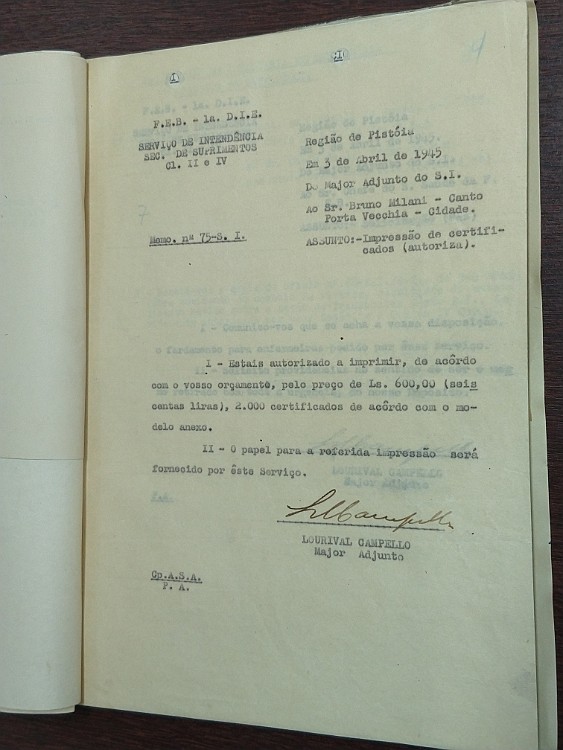 4
F.E.B. - 1a. D.I.E.
SERVIÇO DE INTENDÊNCIA
SEC. DE SUPRIMENTOS
Cl. II e IV
Memo. nº 75-S. I.
Região de Pistóia
Em 3 de Abril de 1945
Do Major Adjunto do S.I.
Ao Sr. Bruno Milani - Canto
Porta Vecchia - Cidade.
ASSUNTO:-Impressão de certifi-
cados (autoriza).
I - Estais autorizado a imprimir, de acôrdo
com o vosso orçamento, pelo preço de Ls. 600,00 (seis
centas liras), 2.000 certificados de acôrdo com o mo-
delo anexo.
II - O papel para a referida impressão será
fornecido por êste Serviço.
LOURIVAL CAMPELLO
Major Adjunto
Cp.A.S.A.
P. A.